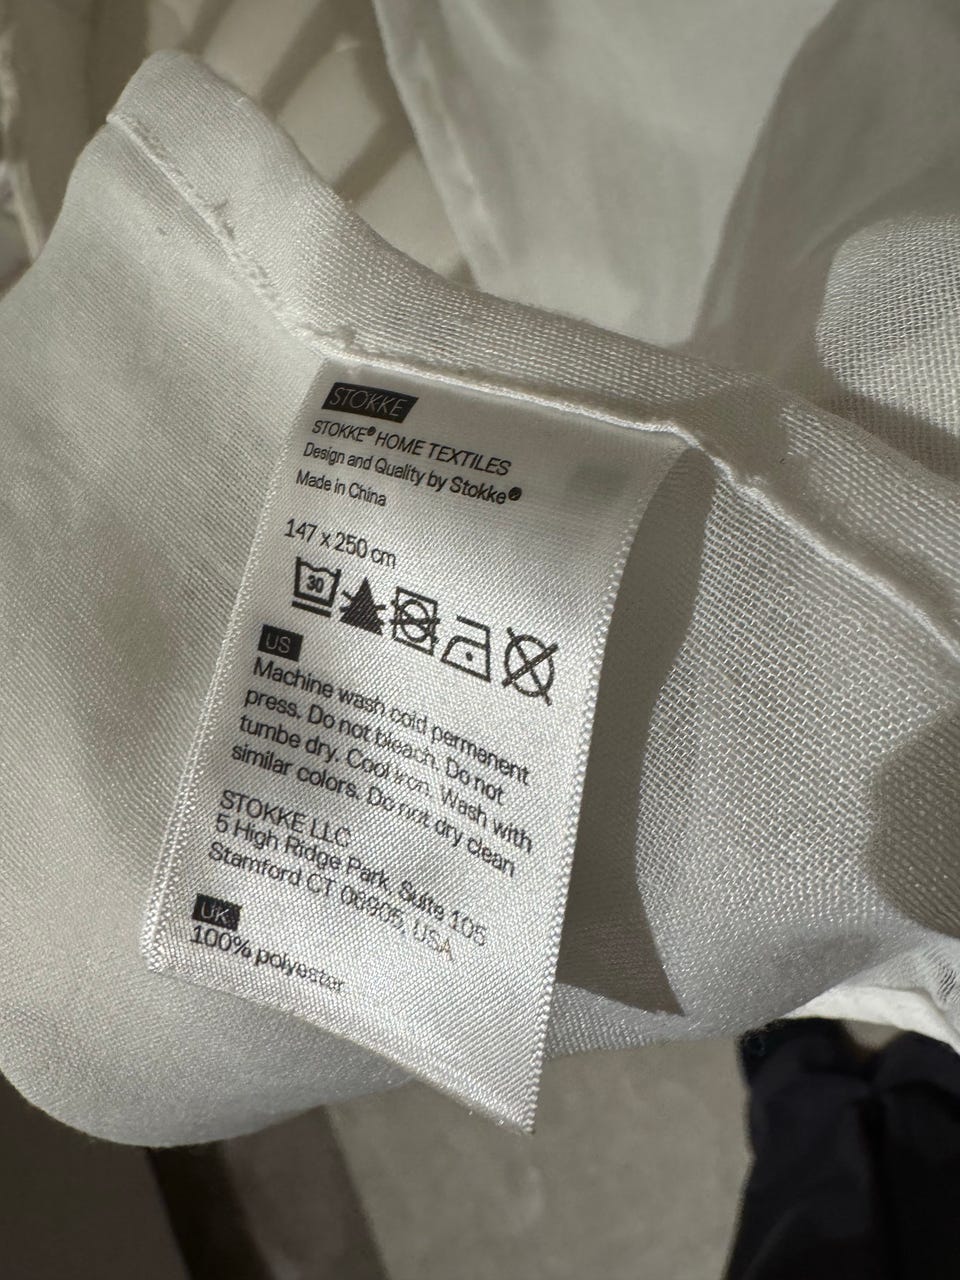 STOKKE
STOKKE® HOME TEXTILES
Design and Quality by Stokke®
Made in China
147 x 250 cm
30
US
Machine wash cold permanent
press. Do not bleach. Do not
tumbe dry. Cool iron. Wash with
similar colors. Do not dry clean
STOKKE LLC
5 High Ridge Park, Suite 105
Stamford CT 06905, USA
UK
100% polyester